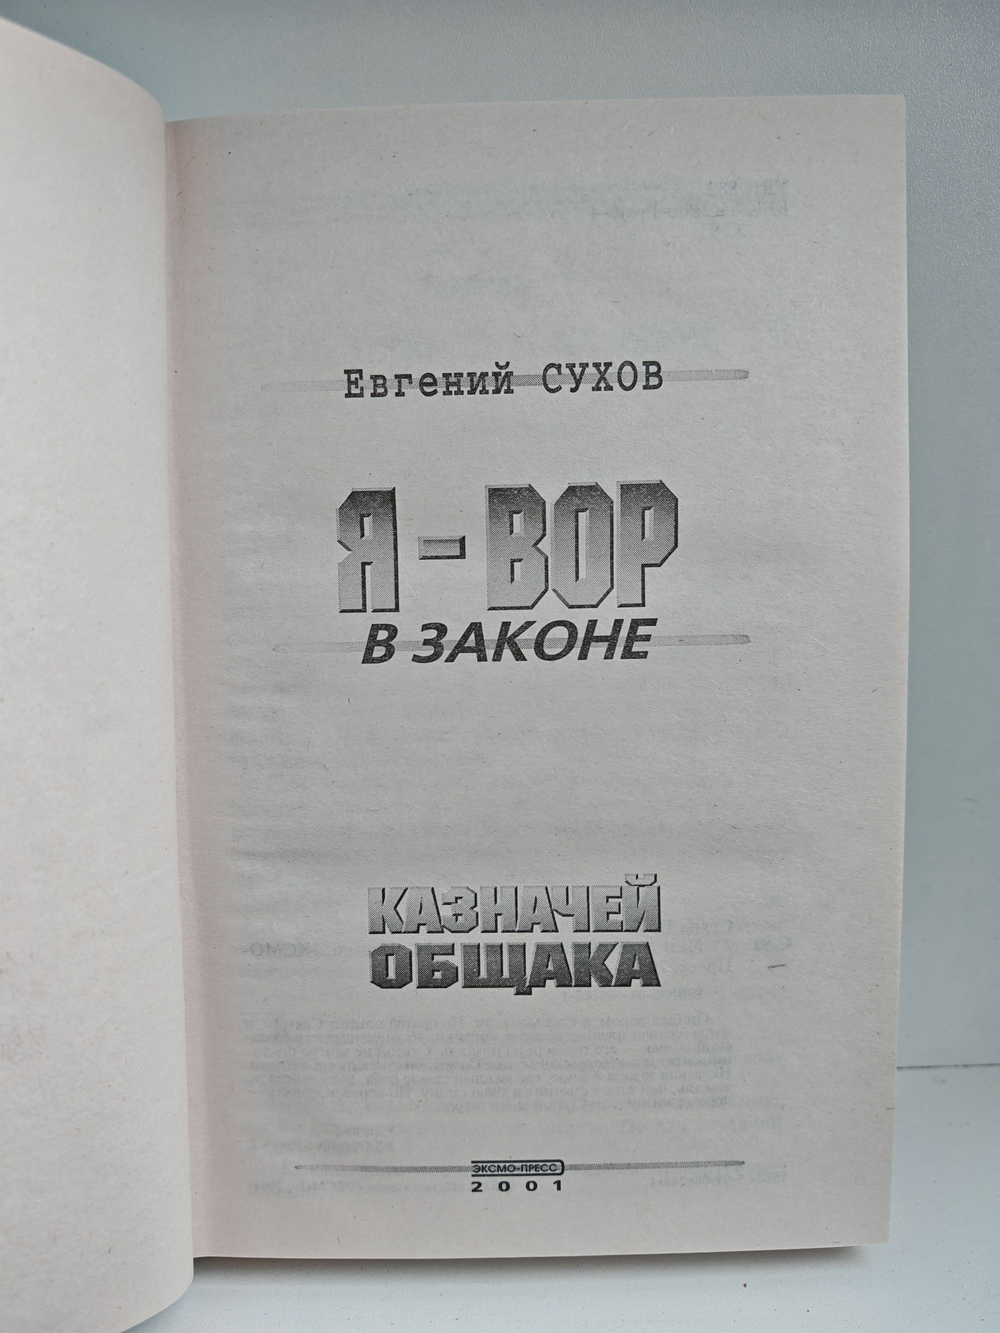 Евгений СУХОВ
Я - ВОР
В ЗАКОНЕ
КАЗНАЧЕЙ
ОБЩАКА
ЭКСМО-ПРЕСС
2001